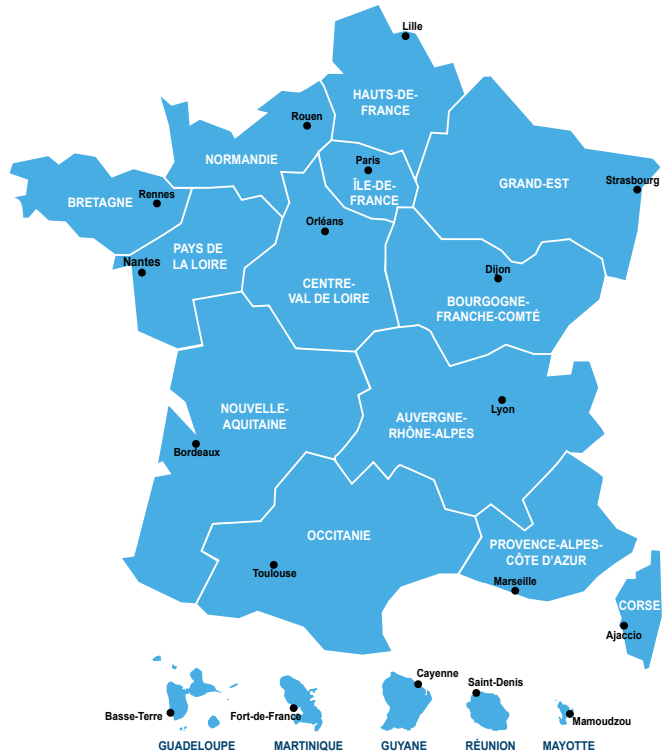 Lille
HAUTS-DE-
FRANCE
Rouen
NORMANDIE
Paris
ÎLE-DE-
FRANCE
GRAND-EST
Strasbourg
BRETAGNE
Rennes
PAYS DE
LA LOIRE
Nantes
Orléans
CENTRE-
VAL DE LOIRE
Dijon
BOURGOGNE-
FRANCHE-COMTÉ
NOUVELLE-
AQUITAINE
Bordeaux
AUVERGNE-
RHÔNE-ALPES
Lyon
OCCITANIE
Toulouse
PROVENCE-ALPES-
CÔTE D'AZUR
Marseille
CORSE
Ajaccio
Basse-Terre
GUADELOUPE
Fort-de-France
MARTINIQUE
Cayenne
GUYANE
Saint-Denis
RÉUNION
Mamoudzou
MAYOTTE